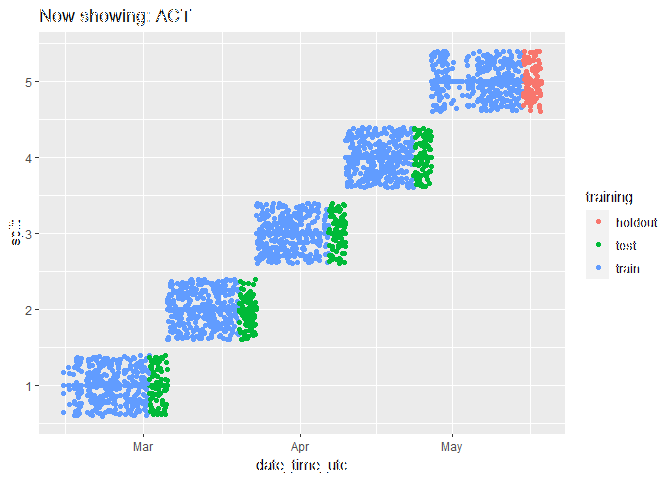 Now showing: ACT
5
4
split
3
2
1
Mar
Apr
May
date_time_utc
training
holdout
test
train